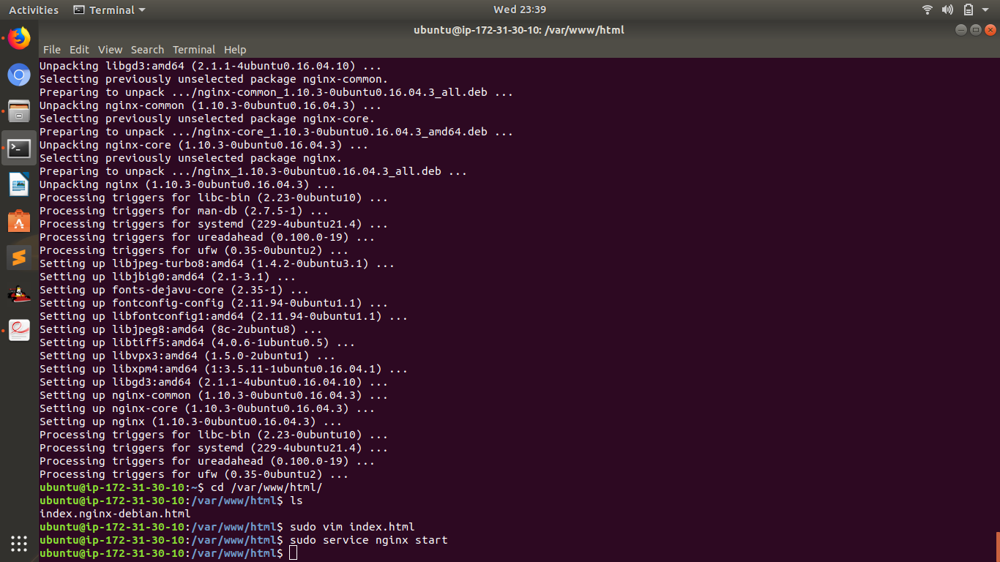 Activities Terminal Wed 23:39
ubuntu@ip-172-31-30-10: /var/www/html
File Edit View Search Terminal Help
Unpacking libgd3:amd64 (2.1.1-4ubuntu0.16.04.10) ...
Selecting previously unselected package nginx-common.
Preparing to unpack .../nginx-common_1.10.3-0ubuntu0.16.04.3_all.deb ...
Unpacking nginx-common (1.10.3-0ubuntu0.16.04.3) ...
Selecting previously unselected package nginx-core.
Preparing to unpack .../nginx-core_1.10.3-0ubuntu0.16.04.3_amd64.deb ...
Unpacking nginx-core (1.10.3-0ubuntu0.16.04.3) ...
Selecting previously unselected package nginx.
Preparing to unpack .../nginx_1.10.3-0ubuntu0.16.04.3_all.deb ...
Unpacking nginx (1.10.3-0ubuntu0.16.04.3) ...
Processing triggers for libc-bin (2.23-0ubuntu10) ...
Processing triggers for man-db (2.7.5-1) ...
Processing triggers for systemd (229-4ubuntu21.4) ...
Processing triggers for ureadahead (0.100.0-19) ...
Processing triggers for ufw (0.35-0ubuntu2) ...
Setting up libjpeg-turbo8:amd64 (1.4.2-0ubuntu3.1) ...
Setting up libjbig0:amd64 (2.1-3.1) ...
Setting up fonts-dejavu-core (2.35-1) ...
Setting up fontconfig-config (2.11.94-0ubuntu1.1) ...
Setting up libfontconfig1:amd64 (2.11.94-0ubuntu1.1) ...
Setting up libjpeg8:amd64 (8c-2ubuntu8) ...
Setting up libtiff5:amd64 (4.0.6-1ubuntu0.5) ...
Setting up libvpx3:amd64 (1.5.0-2ubuntu1) ...
Setting up libxpm4:amd64 (1:3.5.11-1ubuntu0.16.04.1) ...
Setting up libgd3:amd64 (2.1.1-4ubuntu0.16.04.10) ...
Setting up nginx-common (1.10.3-0ubuntu0.16.04.3) ...
Setting up nginx-core (1.10.3-0ubuntu0.16.04.3) ...
Setting up nginx (1.10.3-0ubuntu0.16.04.3) ...
Processing triggers for libc-bin (2.23-0ubuntu10) ...
Processing triggers for systemd (229-4ubuntu21.4) ...
Processing triggers for ureadahead (0.100.0-19) ...
Processing triggers for ufw (0.35-0ubuntu2) ...
ubuntu@ip-172-31-30-10:~$ cd /var/www/html/
ubuntu@ip-172-31-30-10:/var/www/html$ ls
index.nginx-debian.html
ubuntu@ip-172-31-30-10:/var/www/html$ sudo vim index.html
ubuntu@ip-172-31-30-10:/var/www/html$ sudo service nginx start
ubuntu@ip-172-31-30-10:/var/www/html$